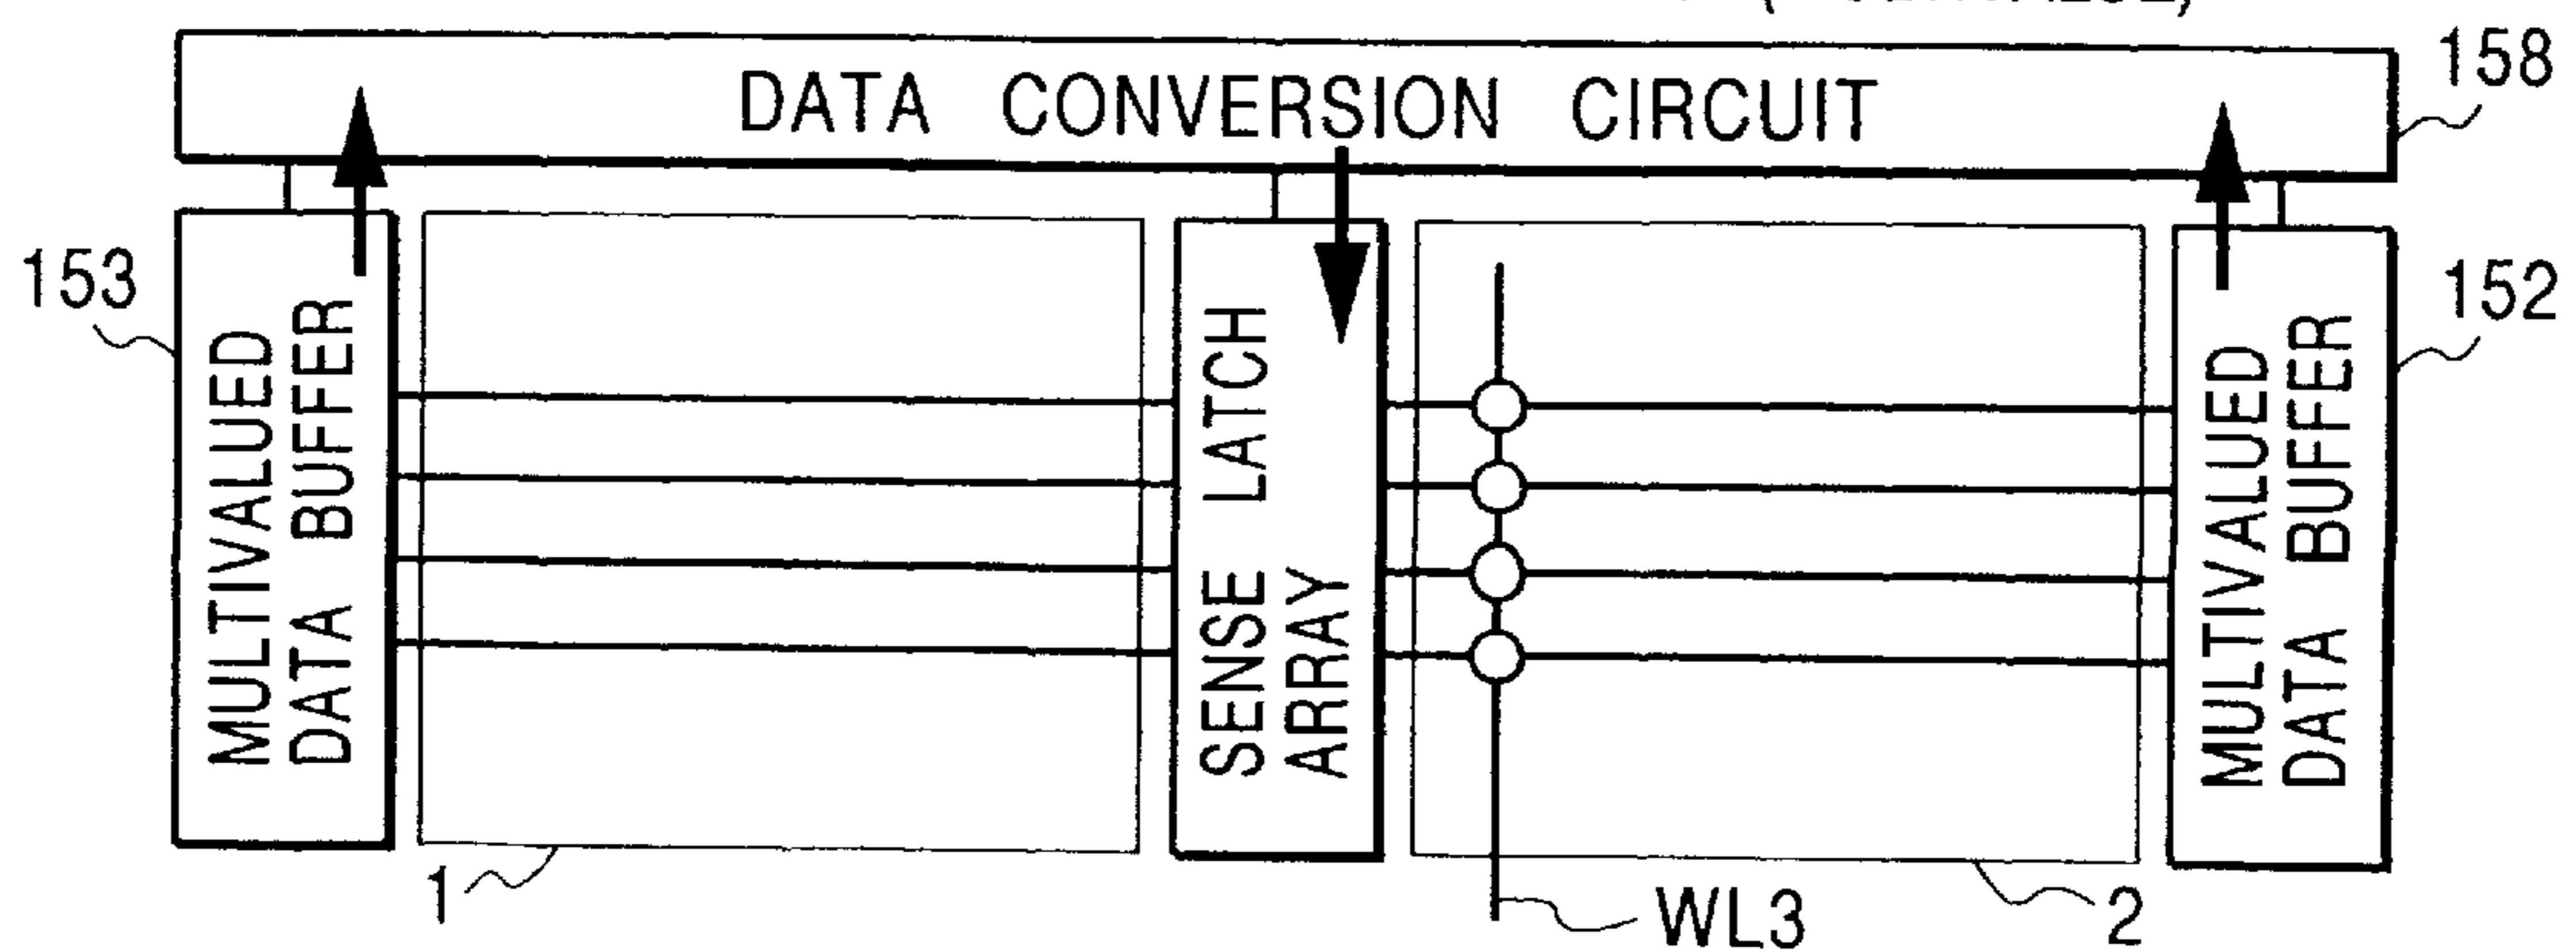 DATA CONVERSION CIRCUIT
158
153
MULTIVALUED
DATA BUFFER
SENSE LATCH
ARRAY
MULTIVALUED
DATA BUFFER
152
1
WL3
2